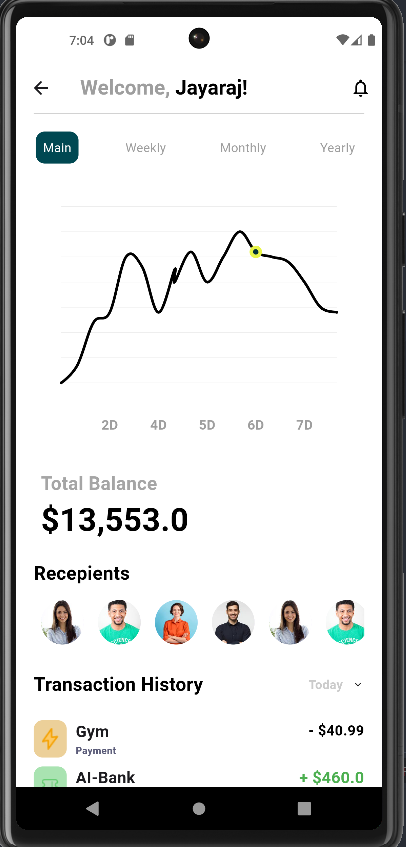 7:04
Welcome, Jayaraj!
Main Weekly Monthly Yearly
2D 4D 5D 6D 7D
Total Balance
$13,553.0
Recepients
Transaction History Today
Gym - $40.99
Payment
AI-Bank + $460.0